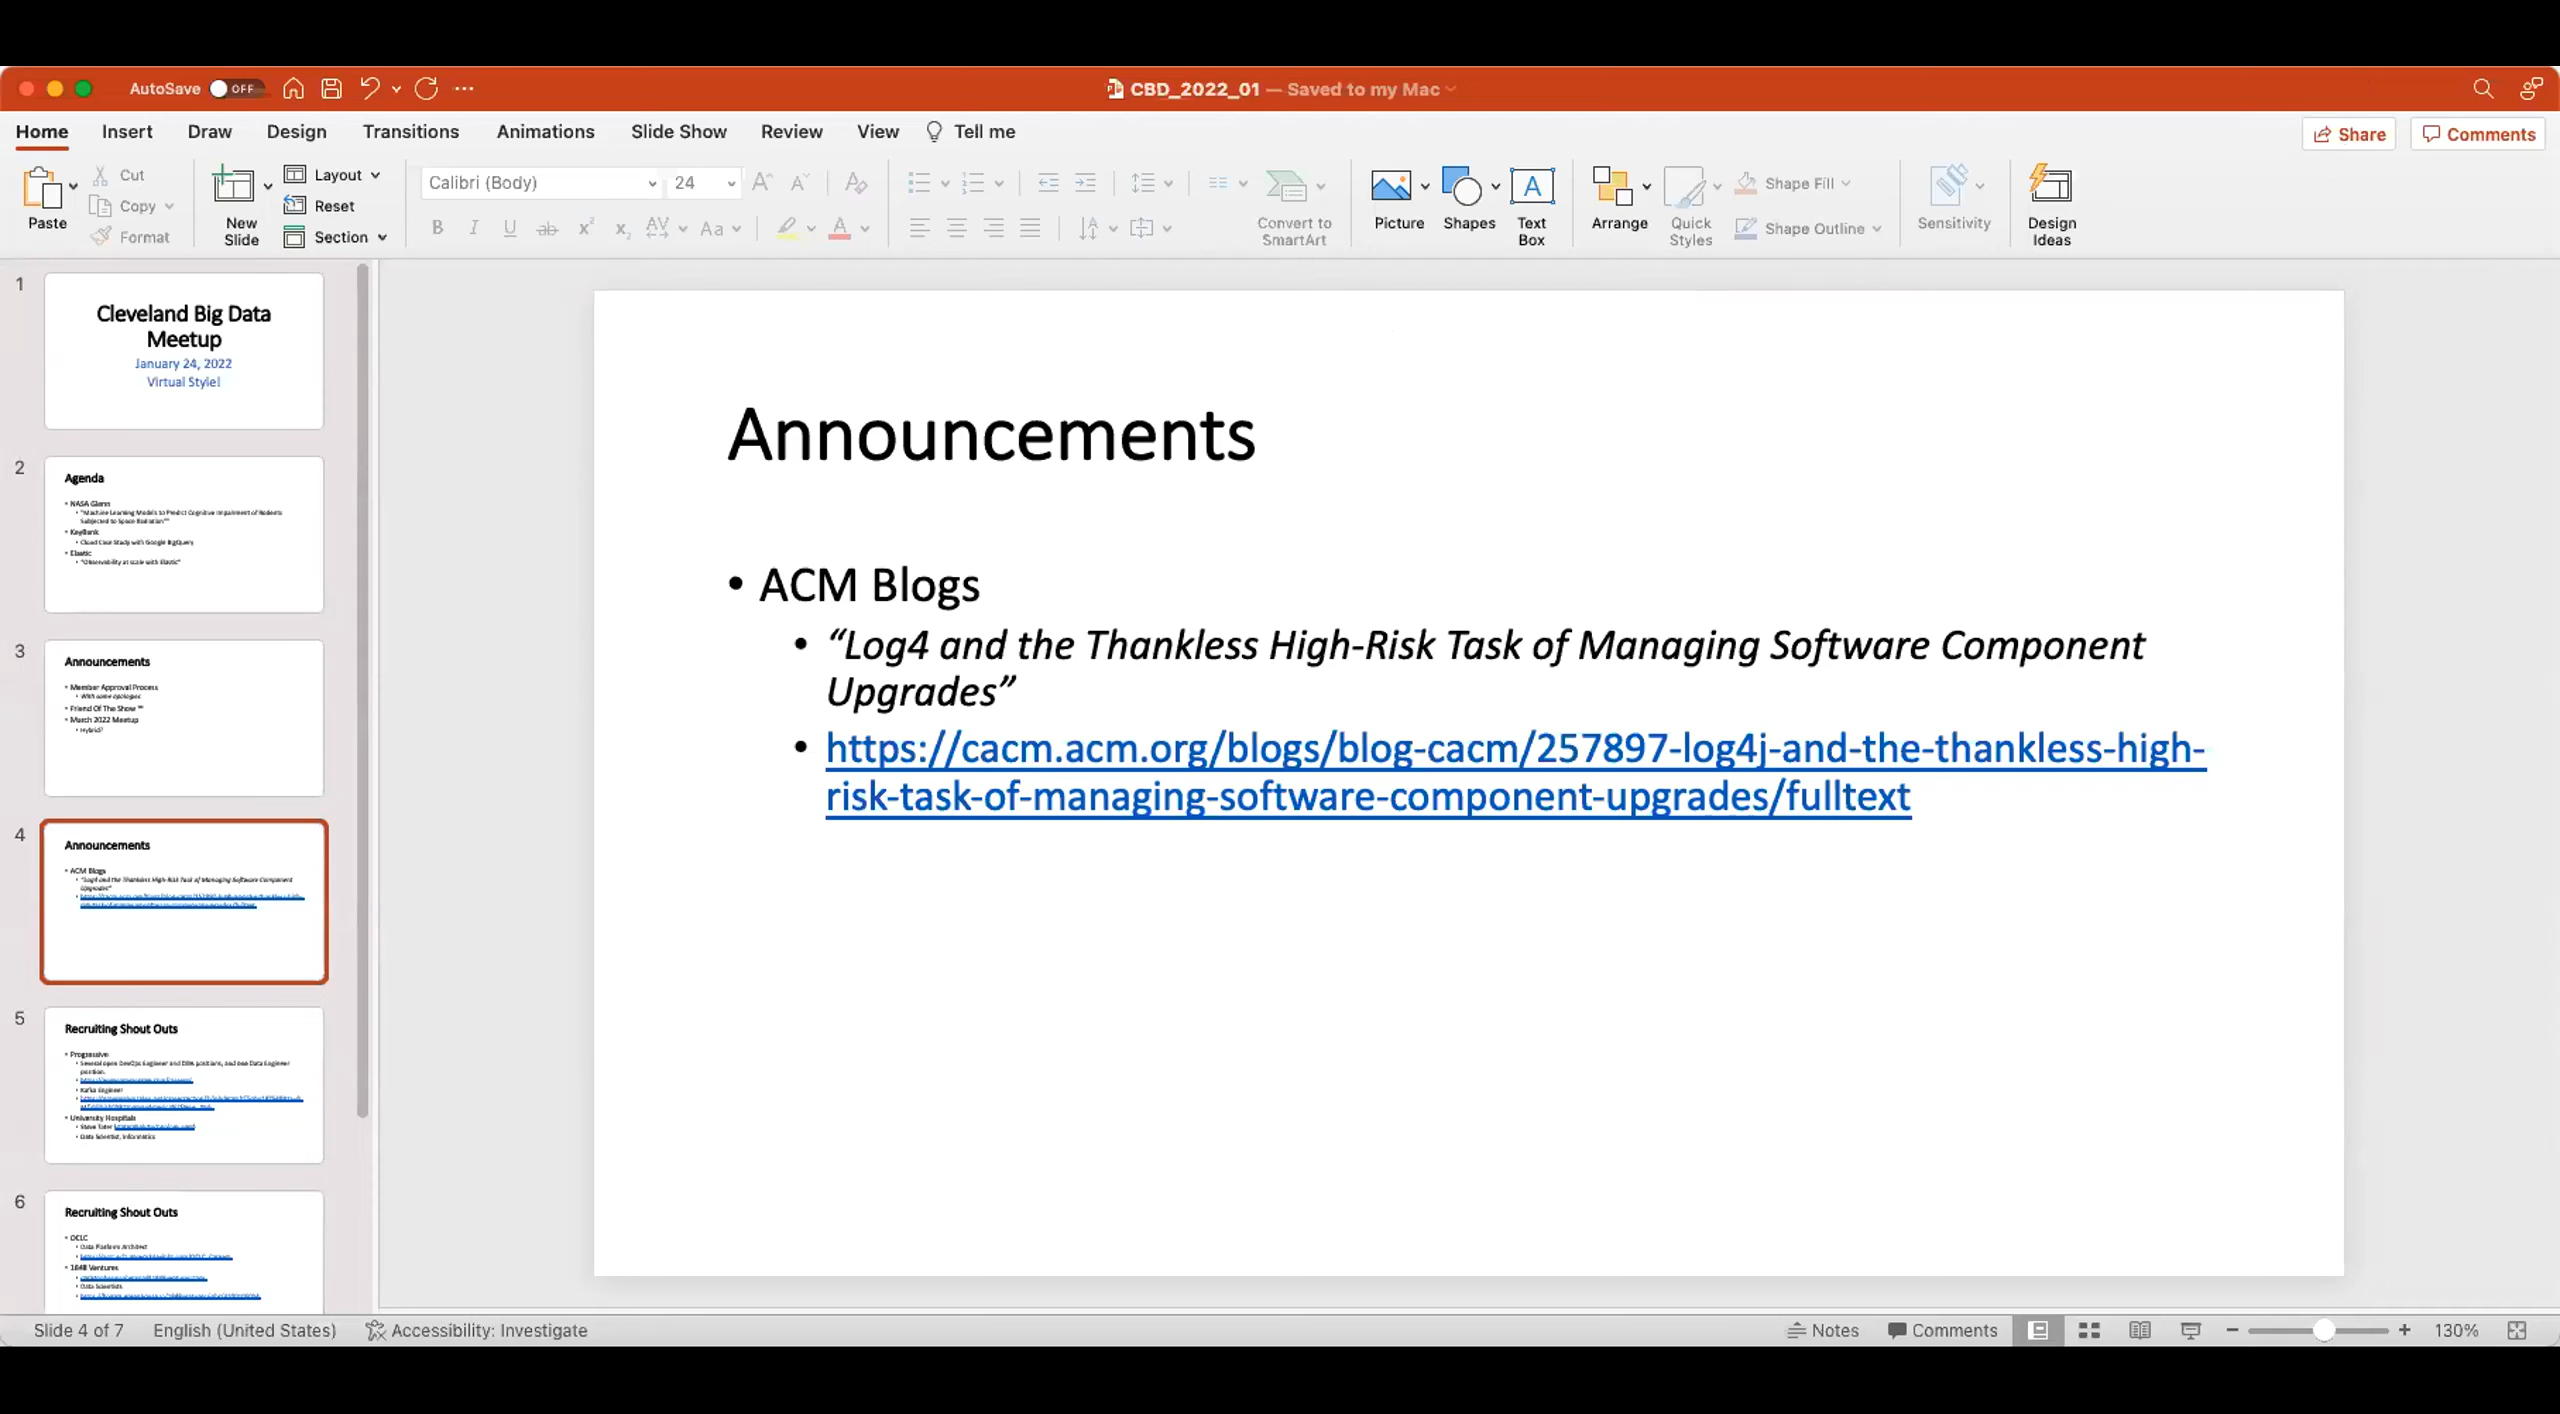 AutoSave OFF
CBD_2022_01 — Saved to my Mac
Home Insert Draw Design Transitions Animations Slide Show Review View Tell me
Share Comments
Paste
Cut
Copy
Format
New
Slide
Layout
Reset
Section
Calibri (Body) 24
Convert to
SmartArt
Picture
Shapes
Text
Box
Arrange
Quick
Styles
Shape Fill
Shape Outline
Sensitivity
Design
Ideas
1
Cleveland Big Data
Meetup
January 24, 2022
Virtual Style!
2
Agenda
• NASA Glenn
• "Machine Learning Models to Predict Cognitive Impairment of Rodents
Subjected to Space Radiation"
• KeyBank
• Cloud Case Study with Google BigQuery
• Elastic
• "Observability at scale with Elastic"
3
Announcements
• Member Approval Process
• With some apologies
• Friend Of The Show ™
• March 2022 Meetup
• Hybrid?
4
Announcements
• ACM Blogs
• "Log4 and the Thankless High-Risk Task of Managing Software Component
Upgrades"
5
Recruiting Shout Outs
• Progressive
• Several open DevOps Engineer and DBA positions, and one Data Engineer
position.
• Kafka Engineer
• University Hospitals
• Steve Tater
• Data Scientist, Informatics
6
Recruiting Shout Outs
• OCLC
• Data Platform Architect
• 1848 Ventures
• Data Scientists
Announcements
• ACM Blogs
• “Log4 and the Thankless High-Risk Task of Managing Software Component
Upgrades”
• https://cacm.acm.org/blogs/blog-cacm/257897-log4j-and-the-thankless-high-
risk-task-of-managing-software-component-upgrades/fulltext
Slide 4 of 7 English (United States) Accessibility: Investigate
Notes Comments 130%